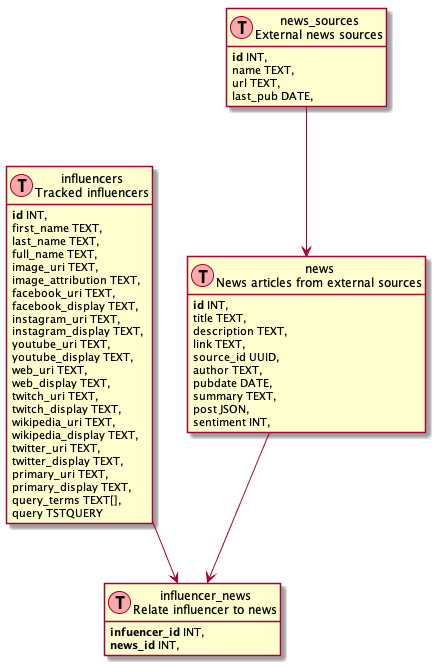 T
news_sources
External news sources
id INT,
name TEXT,
url TEXT,
last_pub DATE,
T
influencers
Tracked influencers
id INT,
first_name TEXT,
last_name TEXT,
full_name TEXT,
image_uri TEXT,
image_attribution TEXT,
facebook_uri TEXT,
facebook_display TEXT,
instagram_uri TEXT,
instagram_display TEXT,
youtube_uri TEXT,
youtube_display TEXT,
web_uri TEXT,
web_display TEXT,
twitch_uri TEXT,
twitch_display TEXT,
wikipedia_uri TEXT,
wikipedia_display TEXT,
twitter_uri TEXT,
twitter_display TEXT,
primary_uri TEXT,
primary_display TEXT,
query_terms TEXT[],
query TSTQUERY
T
news
News articles from external sources
id INT,
title TEXT,
description TEXT,
link TEXT,
source_id UUID,
author TEXT,
pubdate DATE,
summary TEXT,
post JSON,
sentiment INT,
T
influencer_news
Relate influencer to news
infuencer_id INT,
news_id INT,